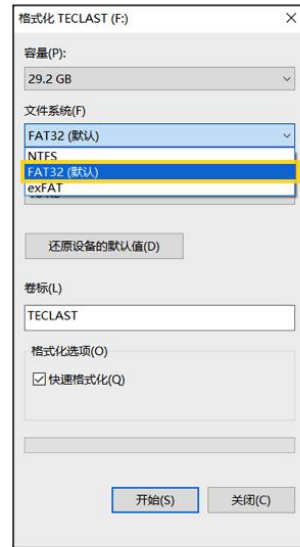 格式化 TECLAST (F:)
容量(P):
29.2 GB
文件系统(F)
FAT32 (默认)
NTFS
FAT32 (默认)
exFAT
还原设备的默认值(D)
卷标(L)
TECLAST
格式化选项(O)
快速格式化(Q)
开始(S)
关闭(C)